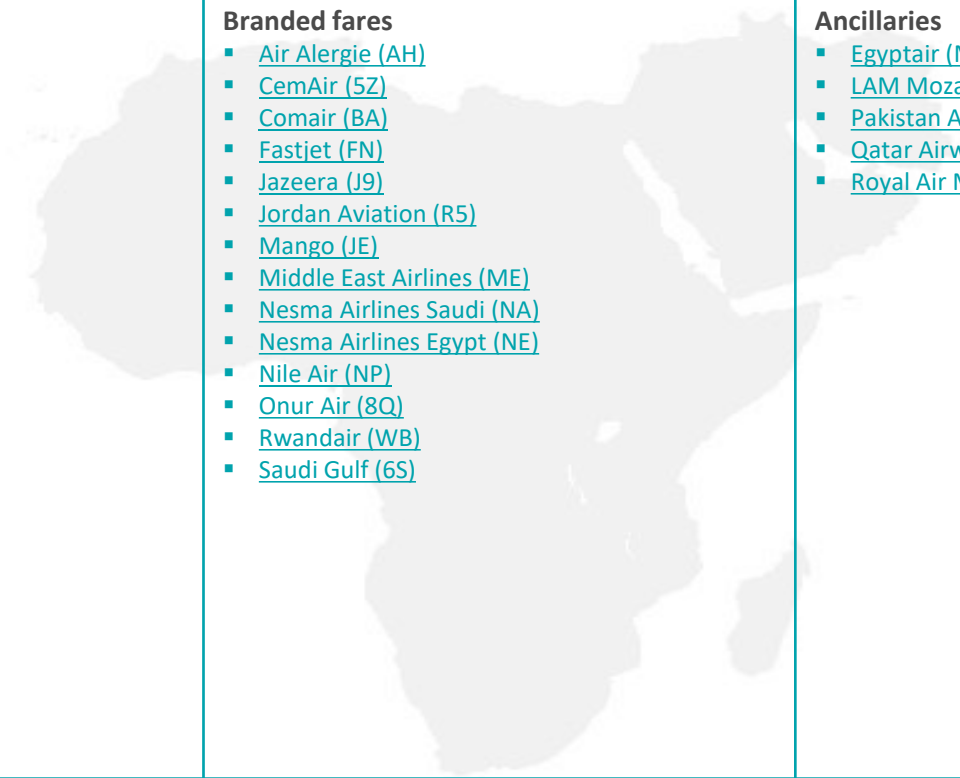 Branded fares
Air Alergie (AH)
CemAir (5Z)
Comair (BA)
Fastjet (FN)
Jazeera (J9)
Jordan Aviation (R5)
Mango (JE)
Middle East Airlines (ME)
Nesma Airlines Saudi (NA)
Nesma Airlines Egypt (NE)
Nile Air (NP)
Onur Air (8Q)
Rwandair (WB)
Saudi Gulf (6S)
Ancillaries
Egyptair
LAM
Pakistan
Qatar
Royal Air